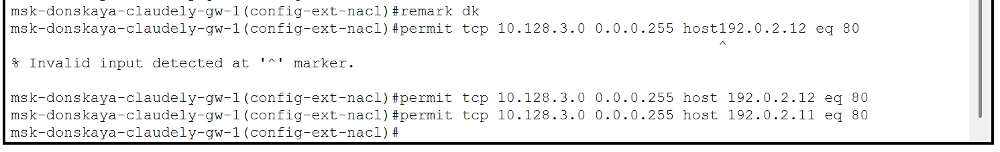 msk-donskaya-claudely-gw-1(config-ext-nacl)#remark dk
msk-donskaya-claudely-gw-1(config-ext-nacl)#permit tcp 10.128.3.0 0.0.0.255 host192.0.2.12 eq 80
^
% Invalid input detected at '^' marker.
msk-donskaya-claudely-gw-1(config-ext-nacl)#permit tcp 10.128.3.0 0.0.0.255 host 192.0.2.12 eq 80
msk-donskaya-claudely-gw-1(config-ext-nacl)#permit tcp 10.128.3.0 0.0.0.255 host 192.0.2.11 eq 80
msk-donskaya-claudely-gw-1(config-ext-nacl)#